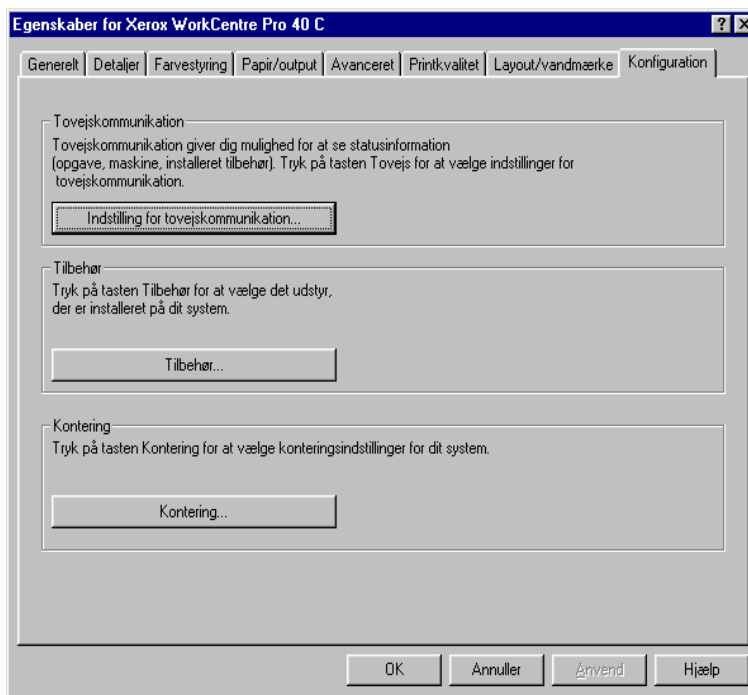 Egenskaber for Xerox WorkCentre Pro 40 C
Generelt Detaljer Farvestyring Papir/output Avanceret Printkvalitet Layout/vandmærke Konfiguration
Tovejskommunikation
Tovejskommunikation giver dig mulighed for at se statusinformation
(opgave, maskine, installeret tilbehør). Tryk på tasten Tovejs for at vælge indstillinger for
tovejskommunikation.
Indstilling for tovejskommunikation...
Tilbehør
Tryk på tasten Tilbehør for at vælge det udstyr,
der er installeret på dit system.
Tilbehør...
Kontering
Tryk på tasten Kontering for at vælge konteringsindstillinger for dit system.
Kontering...
OK Annuller Anvend Hjælp